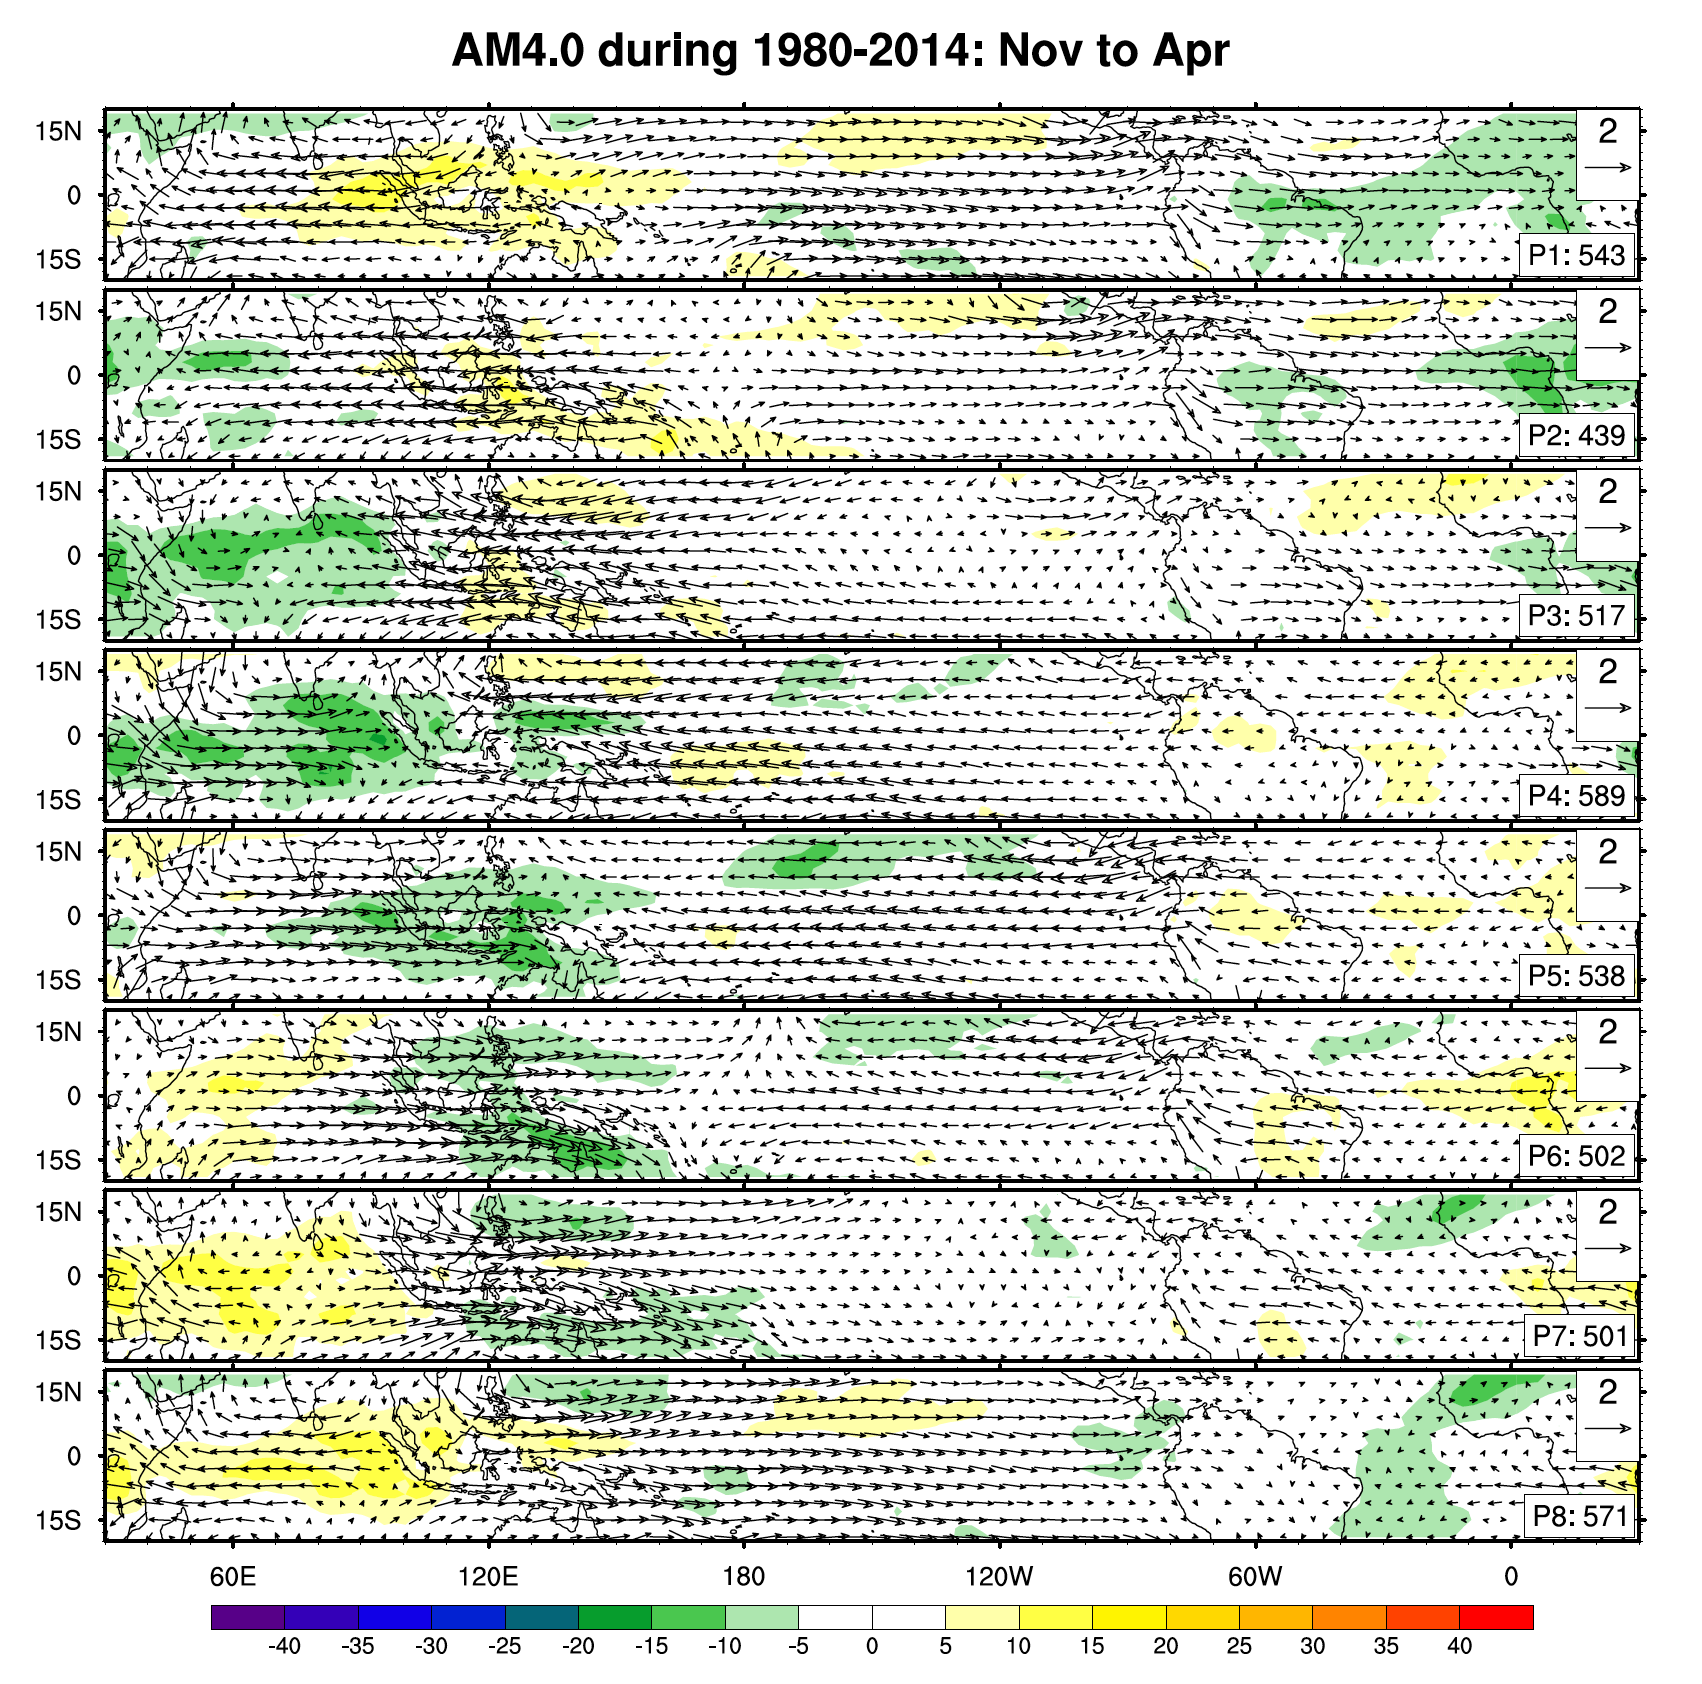 AM4.0 during 1980-2014: Nov to Apr
15N
0
15S
2
P1: 543
15N
0
15S
2
P2: 439
15N
0
15S
2
P3: 517
15N
0
15S
2
P4: 589
15N
0
15S
2
P5: 538
15N
0
15S
2
P6: 502
15N
0
15S
2
P7: 501
15N
0
15S
2
P8: 571
60E 120E 180 120W 60W 0
-40 -35 -30 -25 -20 -15 -10 -5 0 5 10 15 20 25 30 35 40